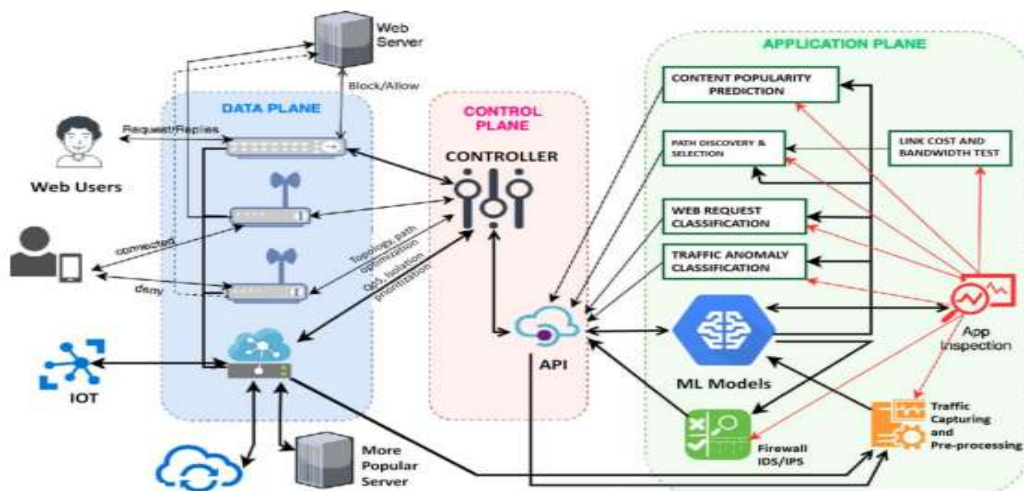 Web
Server
Block/Allow
DATA PLANE
Request/Replies
Web Users
connected
deny
IOT
More
Popular
Server
CONTROL
PLANE
CONTROLLER
Topology, path
optimization
QoS, Isolation
prioritization
API
APPLICATION PLANE
CONTENT POPULARITY
PREDICTION
PATH DISCOVERY &
SELECTION
LINK COST AND
BANDWIDTH TEST
WEB REQUEST
CLASSIFICATION
TRAFFIC ANOMALY
CLASSIFICATION
App
Inspection
ML Models
Firewall
IDS/IPS
Traffic
Capturing
and
Pre-processing